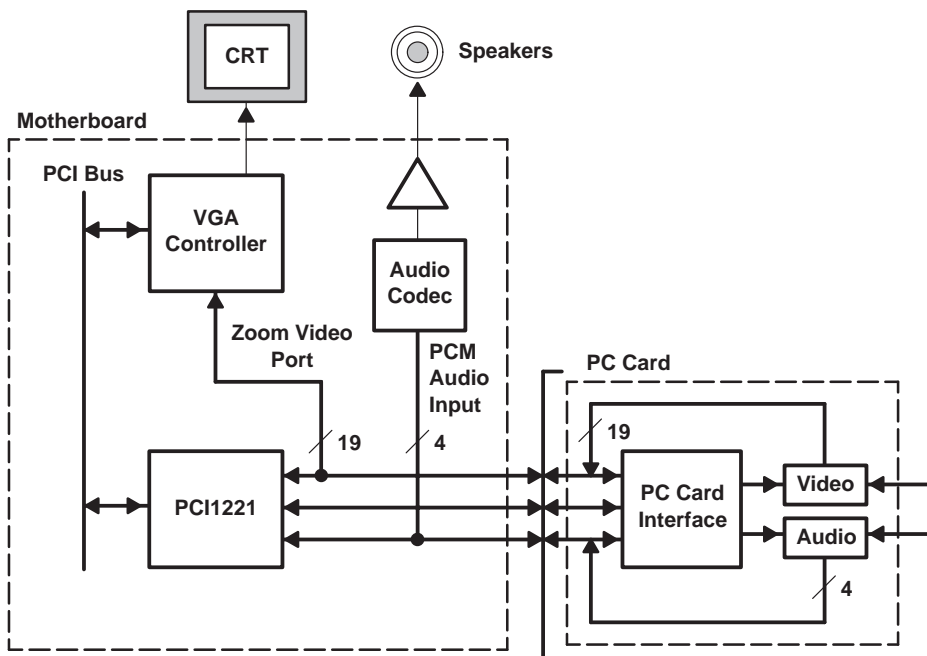 CRT
Speakers
Motherboard
PCI Bus
VGA
Controller
Audio
Codec
Zoom Video
Port
PCM
Audio
Input
19
4
PC Card
19
PCI1221
PC Card
Interface
Video
Audio
4